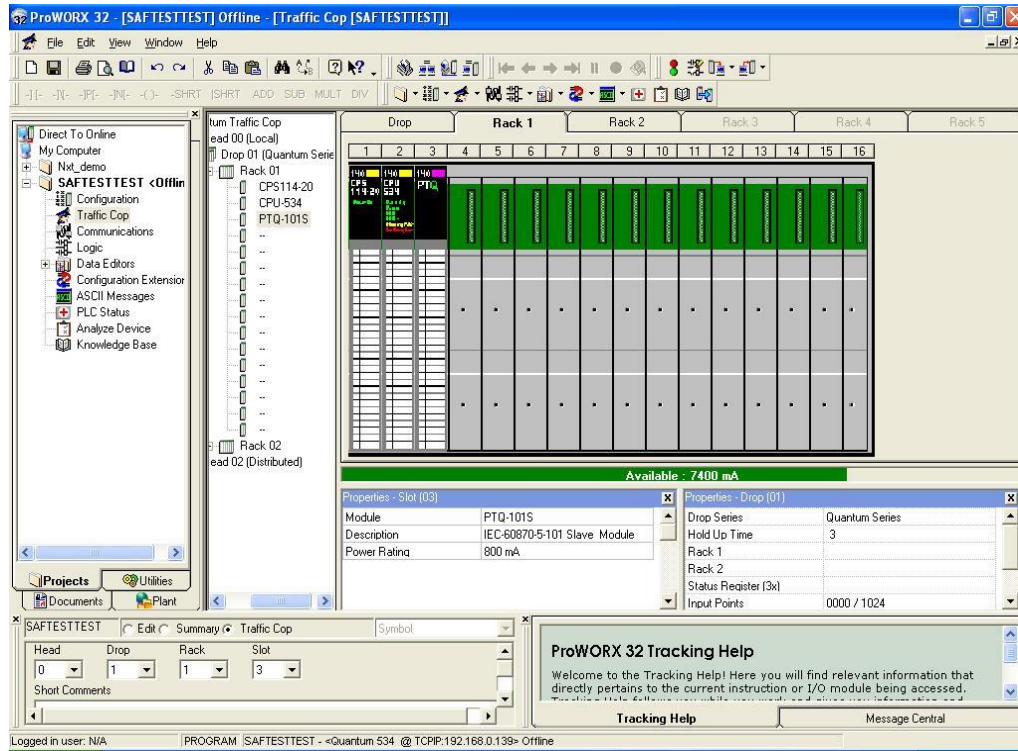 ProWORX 32 - [SAFTESTTEST] Offline - [Traffic Cop [SAFTESTTEST]]
File Edit View Window Help
-] [- -]\[- -]P[- -]N[- -( )- -SHRT |SHRT ADD SUB MULT DIV
Direct To Online
My Computer
Nxt_demo
SAFTESTTEST <Offlin
Configuration
Traffic Cop
Communications
Logic
Data Editors
Configuration Extension
ASCII Messages
PLC Status
Analyze Device
Knowledge Base
Projects Utilities
Documents Plant
tum Traffic Cop
ead 00 (Local)
Drop 01 (Quantum Serie
Rack 01
CPS114-20
CPU-534
PTQ-101S
--
--
--
--
--
--
--
--
--
--
--
--
--
Rack 02
ead 02 (Distributed)
Drop Rack 1 Rack 2 Rack 3 Rack 4 Rack 5
1 2 3 4 5 6 7 8 9 10 11 12 13 14 15 16
140 140 140
CPS CPU PTQ
114-20 534
Available : 7400 mA
Properties - Slot (03)
Module PTQ-101S
Description IEC-60870-5-101 Slave Module
Power Rating 800 mA
Properties - Drop (01)
Drop Series Quantum Series
Hold Up Time 3
Rack 1
Rack 2
Status Register (3x)
Input Points 0000 / 1024
SAFTESTTEST Edit Summary Traffic Cop Symbol
Head Drop Rack Slot
0 1 1 3
Short Comments
ProWORX 32 Tracking Help
Welcome to the Tracking Help! Here you will find relevant information that
directly pertains to the current instruction or I/O module being accessed.
Tracking Help Message Central
Logged in user: N/A PROGRAM SAFTESTTEST - <Quantum 534 @ TCPIP:192.168.0.139> Offline